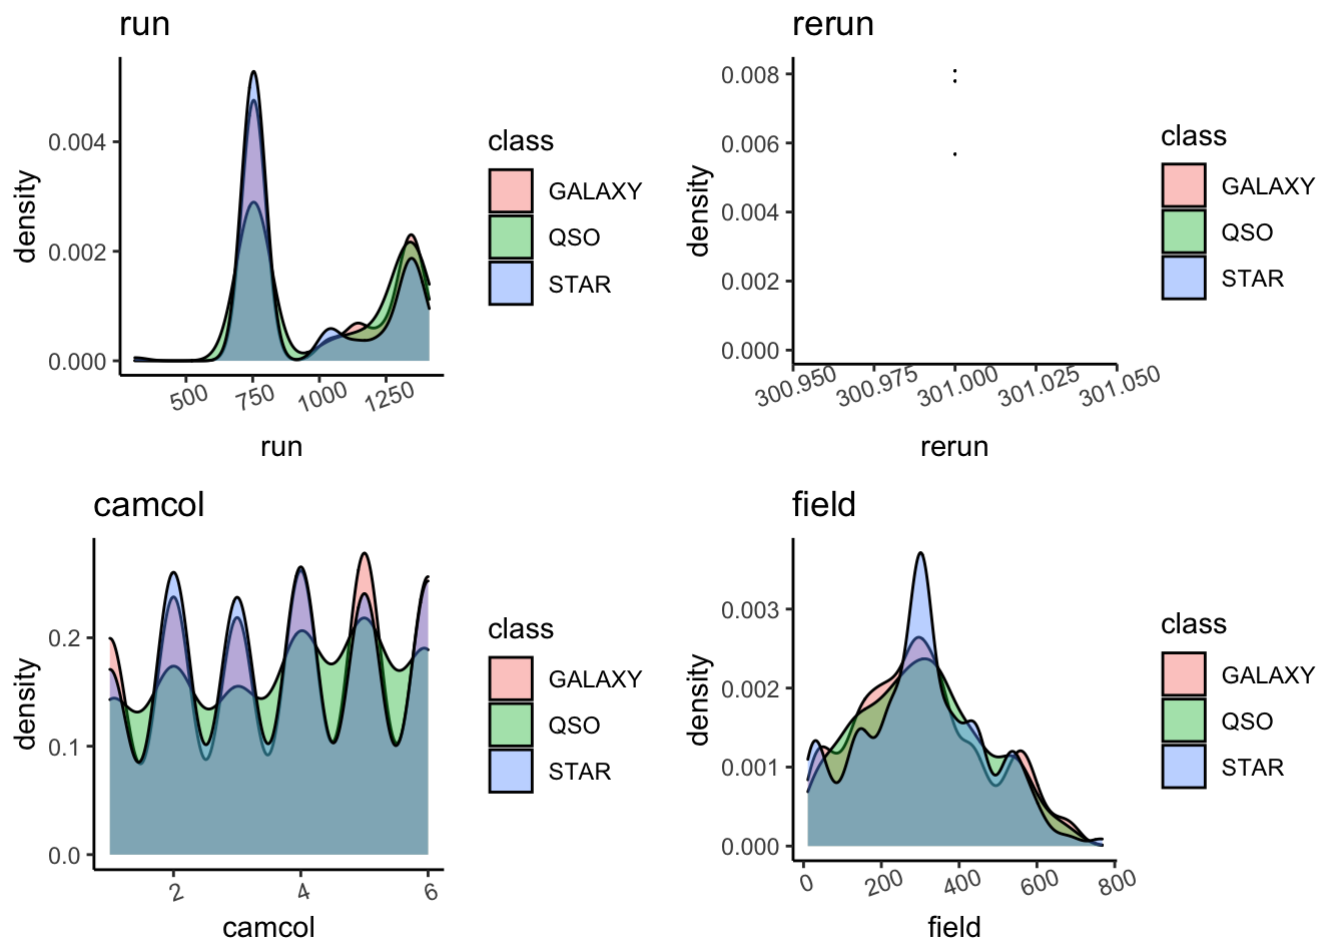 run
density
0.004
0.002
0.000
500 750 1000 1250
run
class
GALAXY
QSO
STAR
rerun
density
0.008
0.006
0.004
0.002
0.000
300.950 300.975 301.000 301.025 301.050
rerun
class
GALAXY
QSO
STAR
camcol
density
0.2
0.1
0.0
2 4 6
camcol
class
GALAXY
QSO
STAR
field
density
0.003
0.002
0.001
0.000
0 200 400 600 800
field
class
GALAXY
QSO
STAR